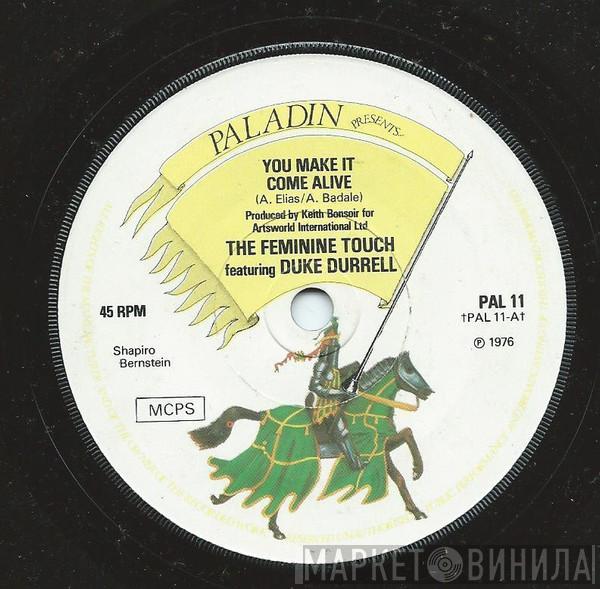 PALADIN PRESENTS
YOU MAKE IT
COME ALIVE
(A. Elias/A. Badale)
Produced by Keith Bonsoir for
Artsworld International Ltd
THE FEMININE TOUCH
featuring DUKE DURRELL
45 RPM
PAL 11
†PAL 11-A†
℗ 1976
Shapiro
Bernstein
MCPS
МАРКЕТ ВИНИЛА